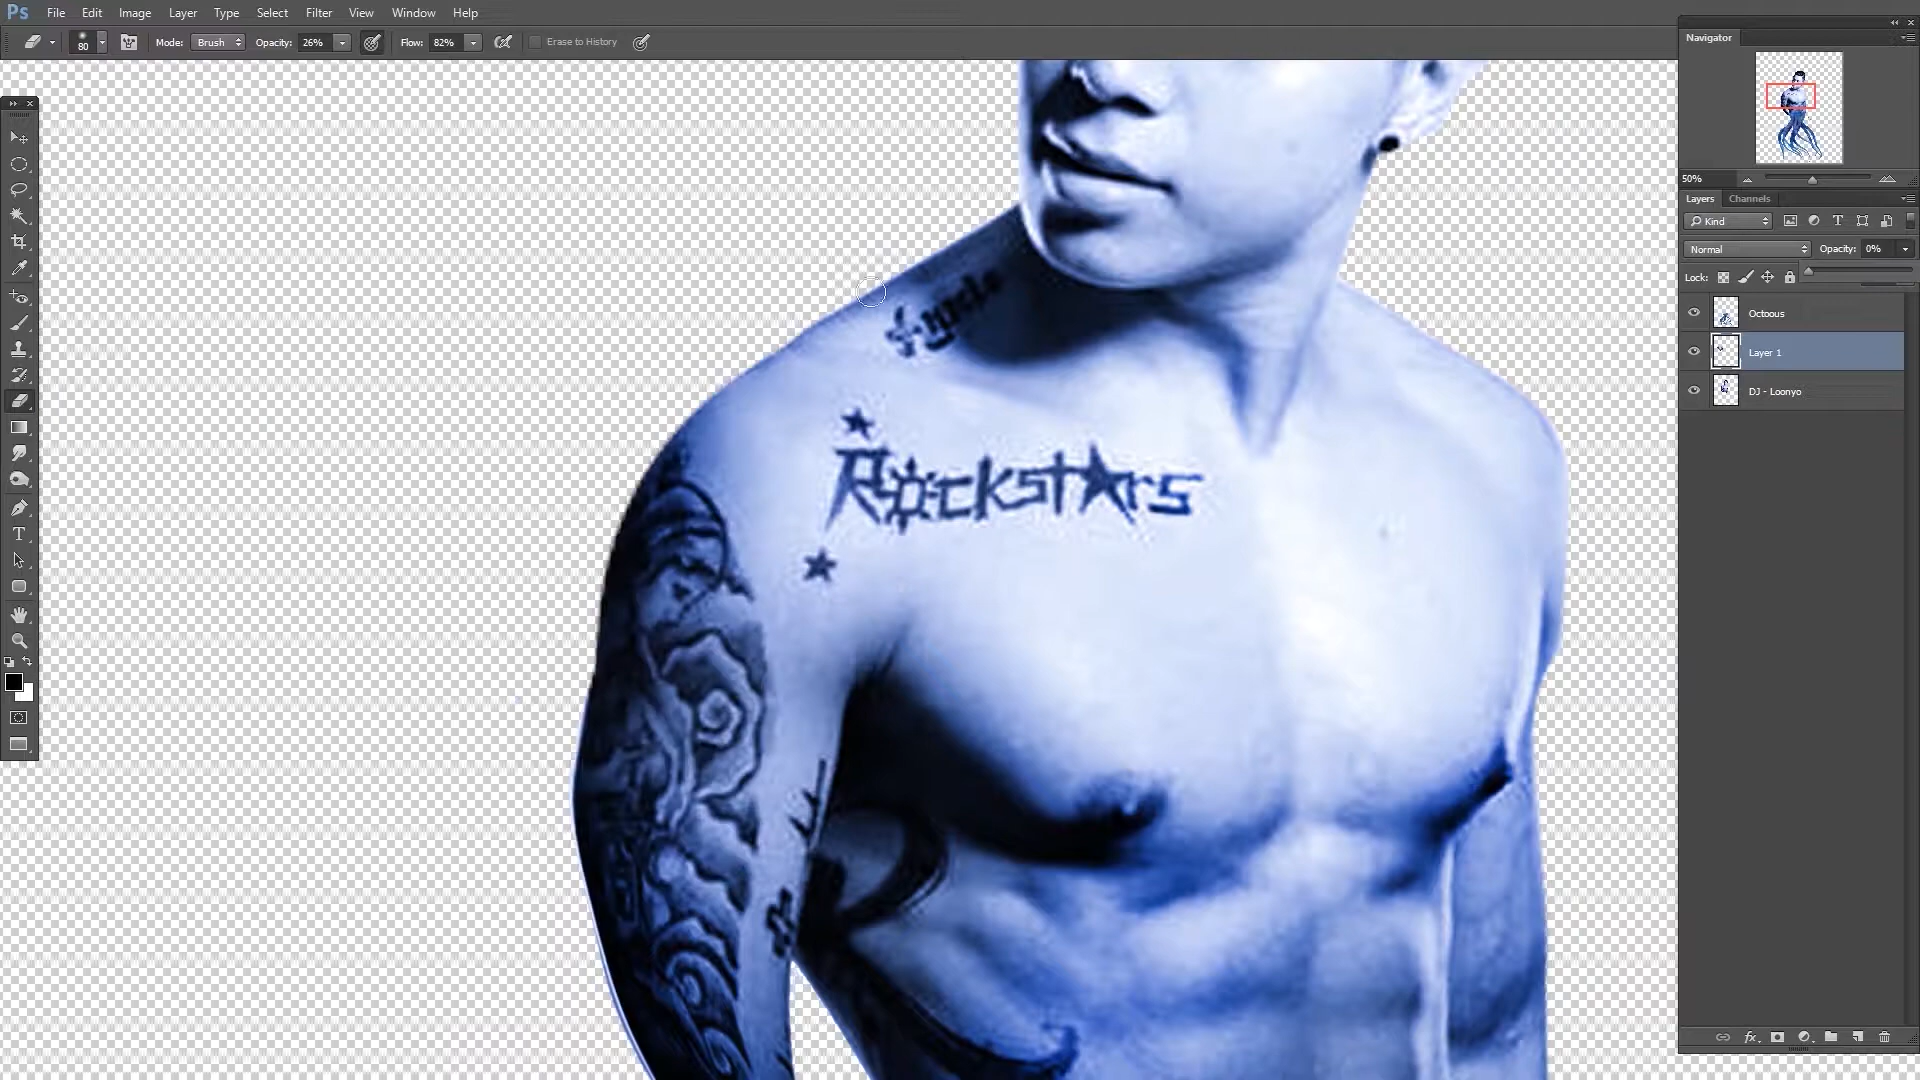 Ps File Edit Image Layer Type Select Filter View Window Help
80 Mode: Brush Opacity: 26% Flow: 82% Erase to History
Navigator
50%
Layers Channels
Kind
Normal Opacity: 0%
Lock:
Octoous
Layer 1
DJ - Loonyo
Rockstars